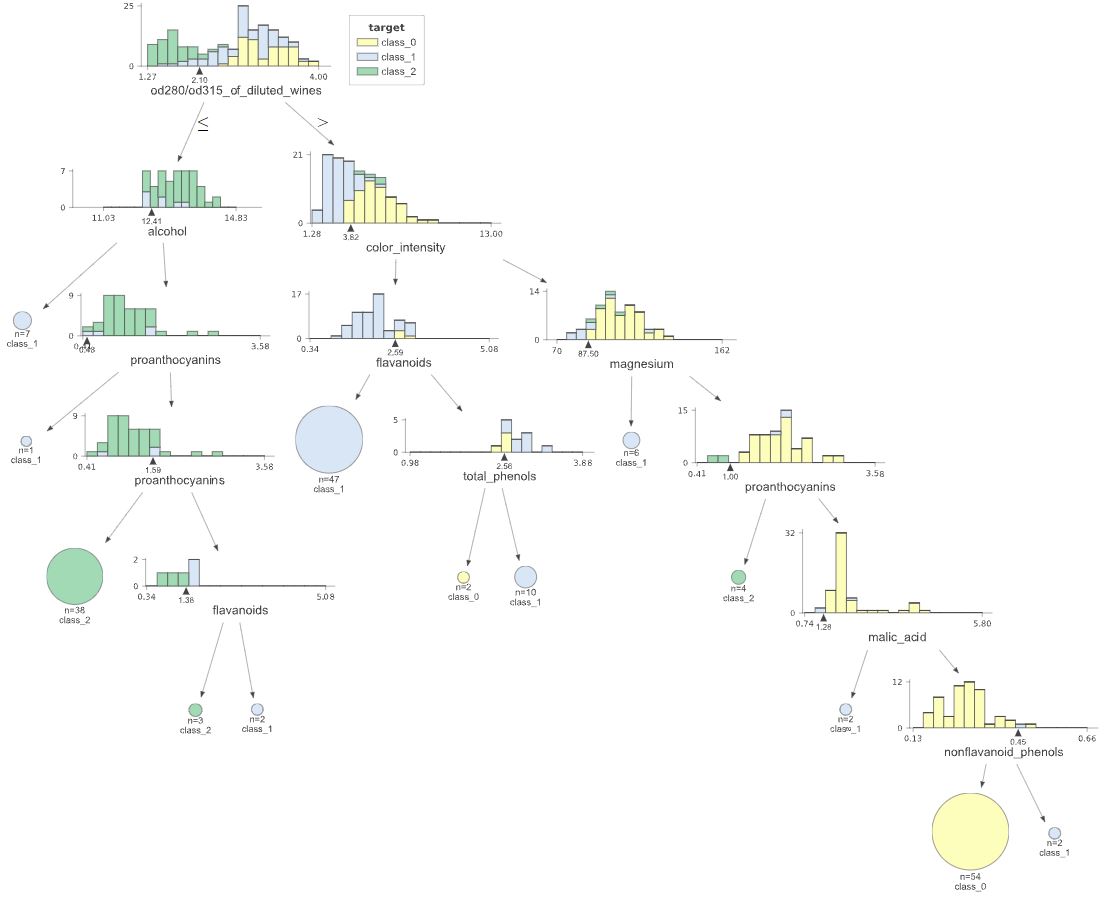 25
0
1.27
2.10
4.00
od280/od315_of_diluted_wines
target
class_0
class_1
class_2
≤
>
7
0
11.03
12.41
14.83
alcohol
21
0
1.28
3.82
13.00
color_intensity
n=7
class_1
9
0
0.48
3.58
proanthocyanins
17
0
0.34
2.59
5.08
flavanoids
14
0
70
87.50
162
magnesium
n=1
class_1
9
0
0.41
1.59
3.58
proanthocyanins
n=47
class_1
5
0
0.98
2.56
3.88
total_phenols
n=6
class_1
15
0
0.41
1.00
3.58
proanthocyanins
n=38
class_2
2
0
0.34
1.36
5.08
flavanoids
n=2
class_0
n=10
class_1
n=4
class_2
32
0
0.74
1.28
5.80
malic_acid
n=3
class_2
n=2
class_1
n=2
class_1
12
0
0.13
0.45
0.66
nonflavanoid_phenols
n=54
class_0
n=2
class_1